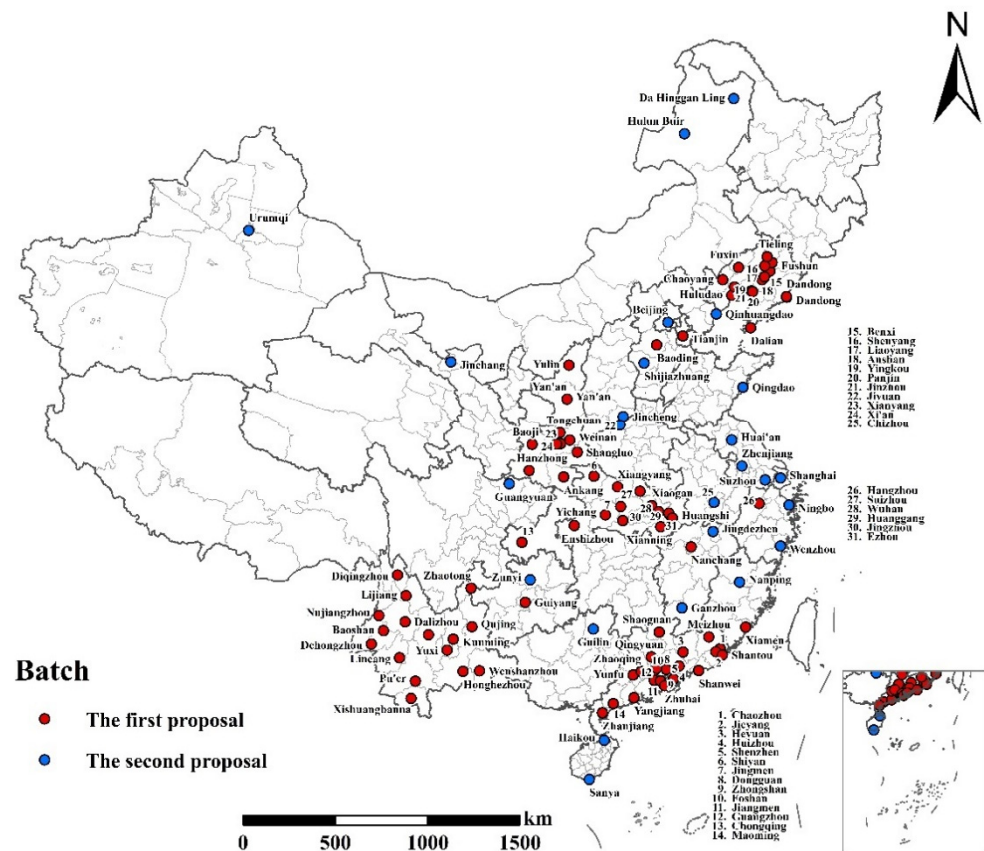 N
Da Hinggan Ling
Hulun Buir
Urumqi
Tieling
Fuxin
16
Fushun
Chaoyang
17
15
Dandong
Huludao
19
18
Dandong
21
20
Beijing
Qinhuangdao
Tianjin
Dalian
Jinchang
Yulin
Baoding
Shijiazhuang
Qingdao
Yan'an
Yan'an
Tongchuan
Jincheng
22
Baoji
23
Weinan
Huai'an
24
Shangluo
Zhenjiang
Hanzhong
6
Xiangyang
Suzhou
Shanghai
Guangyuan
Ankang
27
Xiaogan
25
26
7
28
Ningbo
Yichang
29
Huangshi
30
31
Jingdezhen
Enshizhou
Xianning
13
Nanchang
Wenzhou
Diqingzhou
Zhaotong
Zunyi
Nanping
Lijiang
Guiyang
Ganzhou
Nujiangzhou
Dalizhou
Qujing
Shaoguan
Meizhou
Baoshan
Kunming
Guilin
Qingyuan
3
1
Xiamen
Dehongzhou
Yuxi
Zhaoqing
10
8
2
Shantou
Lincang
Wenshanzhou
Yunfu
12
5
4
Shanwei
Pu'er
Honghezhou
11
9
Zhuhai
Xishuangbanna
Yangjiang
14
Zhanjiang
Haikou
Sanya
15. Benxi
16. Shenyang
17. Liaoyang
18. Anshan
19. Yingkou
20. Panjin
21. Jinzhou
22. Jiyuan
23. Xianyang
24. Xi'an
25. Chizhou
26. Hangzhou
27. Suizhou
28. Wuhan
29. Huanggang
30. Jingzhou
31. Ezhou
1. Chaozhou
2. Jieyang
3. Heyuan
4. Huizhou
5. Shenzhen
6. Shiyan
7. Jingmen
8. Dongguan
9. Zhongshan
10. Foshan
11. Jiangmen
12. Guangzhou
13. Chongqing
14. Maoming
Batch
The first proposal
The second proposal
km
0 500 1000 1500